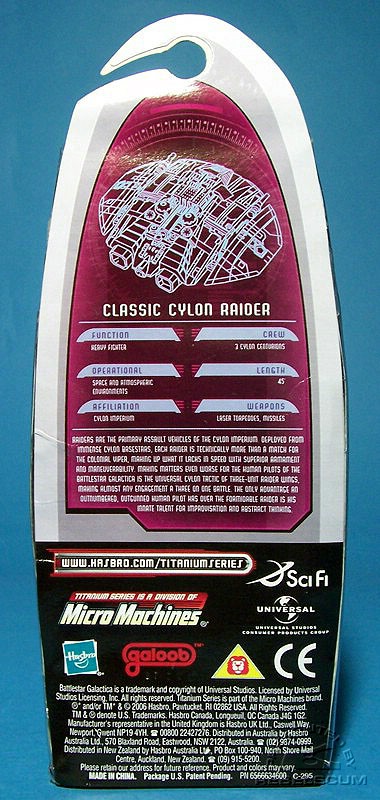 CLASSIC CYLON RAIDER
FUNCTION
HEAVY FIGHTER
CREW
3 CYLON CENTURIONS
OPERATIONAL
SPACE AND ATMOSPHERIC
ENVIRONMENTS
LENGTH
45'
AFFILIATION
CYLON IMPERIUM
WEAPONS
LASER TORPEDOES, MISSILES
RAIDERS ARE THE PRIMARY ASSAULT VEHICLES OF THE CYLON IMPERIUM. DEPLOYED FROM
IMMENSE CYLON BASESTARS, EACH RAIDER IS TECHNICALLY MORE THAN A MATCH FOR
THE COLONIAL VIPER, MAKING UP WHAT IT LACKS IN SPEED WITH SUPERIOR ARMAMENT
AND MANEUVERABILITY. MAKING MATTERS EVEN WORSE FOR THE HUMAN PILOTS OF THE
BATTLESTAR GALACTICA IS THE UNIVERSAL CYLON TACTIC OF THREE-UNIT RAIDER WINGS,
MAKING ALMOST ANY ENGAGEMENT A THREE ON ONE BATTLE. THE ONLY ADVANTAGE AN
OUTNUMBERED, OUTGUNNED HUMAN PILOT HAS OVER THE FORMIDABLE RAIDER IS HIS
INNATE TALENT FOR IMPROVISATION AND ABSTRACT THINKING.
WWW.HASBRO.COM/TITANIUMSERIES
SCI FI
TITANIUM SERIES IS A DIVISION OF
Micro Machines®
UNIVERSAL
UNIVERSAL STUDIOS
CONSUMER PRODUCTS GROUP
Hasbro
galoob
CE
Battlestar Galactica is a trademark and copyright of Universal Studios. Licensed by Universal
Studios Licensing, Inc. All rights reserved. Titanium Series is part of the Micro Machines brand.
® and/or TM & © 2006 Hasbro, Pawtucket, RI 02862 USA. All Rights Reserved.
TM & ® denote U.S. Trademarks. Hasbro Canada, Longueuil, QC Canada J4G 1G2.
Manufacturer's representative in the United Kingdom is Hasbro UK Ltd., Caswell Way,
Newport, Gwent NP19 4YH. ☎ 00800 22427276. Distributed in Australia by Hasbro
Australia Ltd., 570 Blaxland Road, Eastwood, NSW 2122, Australia. ☎ (02) 9874-0999.
Distributed in New Zealand by Hasbro Australia Ltd., PO Box 100-940, North Shore Mail
Centre, Auckland, New Zealand. ☎ (09) 915-5200.
Please retain our address for future reference. Product and colors may vary.
MADE IN CHINA. Package U.S. Patent Pending. P/N 6566634600 C-295